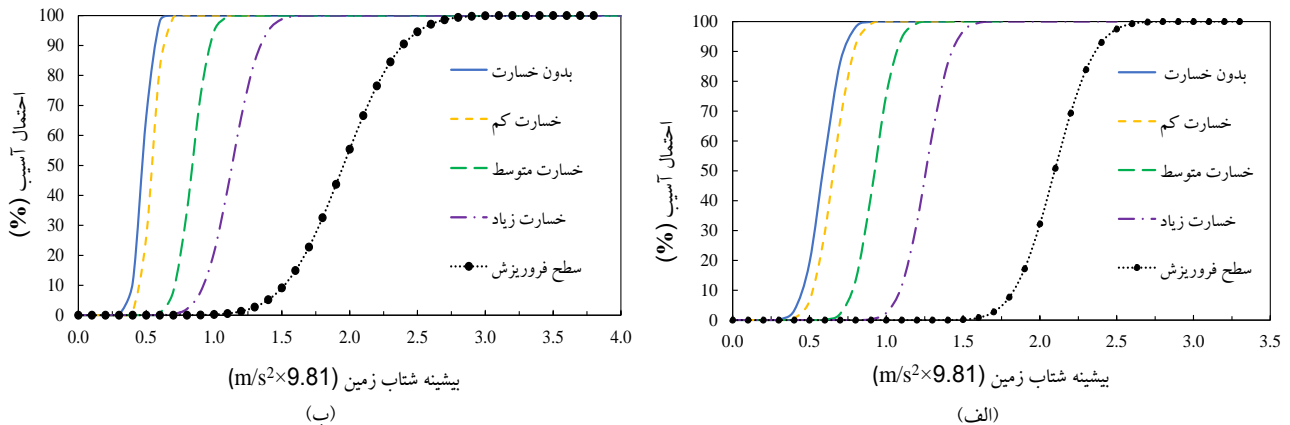 احتمال آسیب (%)
100
90
80
70
60
50
40
30
20
10
0
بدون خسارت
خسارت کم
خسارت متوسط
خسارت زیاد
سطح فروریزش
0.0 0.5 1.0 1.5 2.0 2.5 3.0 3.5
بیشینه شتاب زمین (m/s²×9.81)
(الف)
احتمال آسیب (%)
100
90
80
70
60
50
40
30
20
10
0
بدون خسارت
خسارت کم
خسارت متوسط
خسارت زیاد
سطح فروریزش
0.0 0.5 1.0 1.5 2.0 2.5 3.0 3.5 4.0
بیشینه شتاب زمین (m/s²×9.81)
(ب)